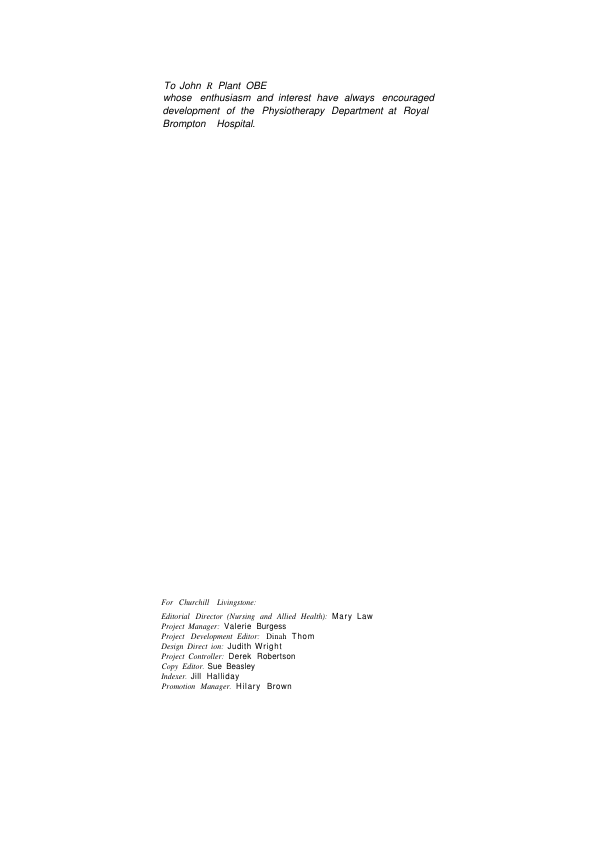 To John R Plant OBE
whose enthusiasm and interest have always encouraged
development of the Physiotherapy Department at Royal
Brompton Hospital.
For Churchill Livingstone:
Editorial Director (Nursing and Allied Health): Mary Law
Project Manager: Valerie Burgess
Project Development Editor: Dinah Thom
Design Direct ion: Judith Wright
Project Controller: Derek Robertson
Copy Editor. Sue Beasley
Indexer. Jill Halliday
Promotion Manager. Hilary Brown